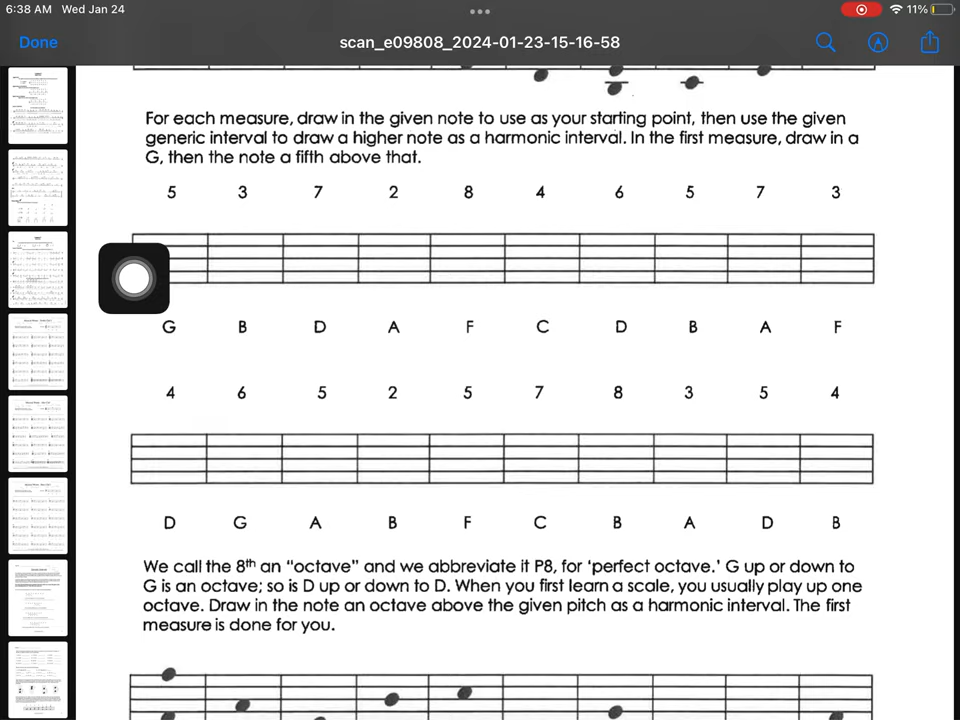 6:38 AM Wed Jan 24
11%
Done
scan_e09808_2024-01-23-15-16-58
For each measure, draw in the given note to use as your starting point, then use the given
generic interval to draw a higher note as a harmonic interval. In the first measure, draw in a
G, then the note a fifth above that.
5 3 7 2 8 4 6 5 7 3
G B D A F C D B A F
4 6 5 2 5 7 8 3 5 4
D G A B F C B A D B
We call the 8th an “octave” and we abbreviate it P8, for ‘perfect octave.’ G up or down to
G is an octave; so is D up or down to D. When you first learn a scale, you usually play up one
octave. Draw in the note an octave above the given pitch as a harmonic interval. The first
measure is done for you.